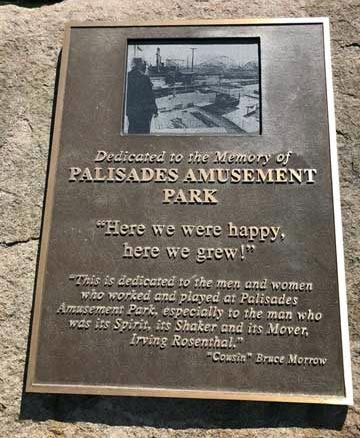 Dedicated to the Memory of
PALISADES AMUSEMENT
PARK
“Here we were happy,
here we grew!”
“This is dedicated to the men and women
who worked and played at Palisades
Amusement Park, especially to the man who
was its Spirit, its Shaker and its Mover,
Irving Rosenthal.”
“Cousin” Bruce Morrow